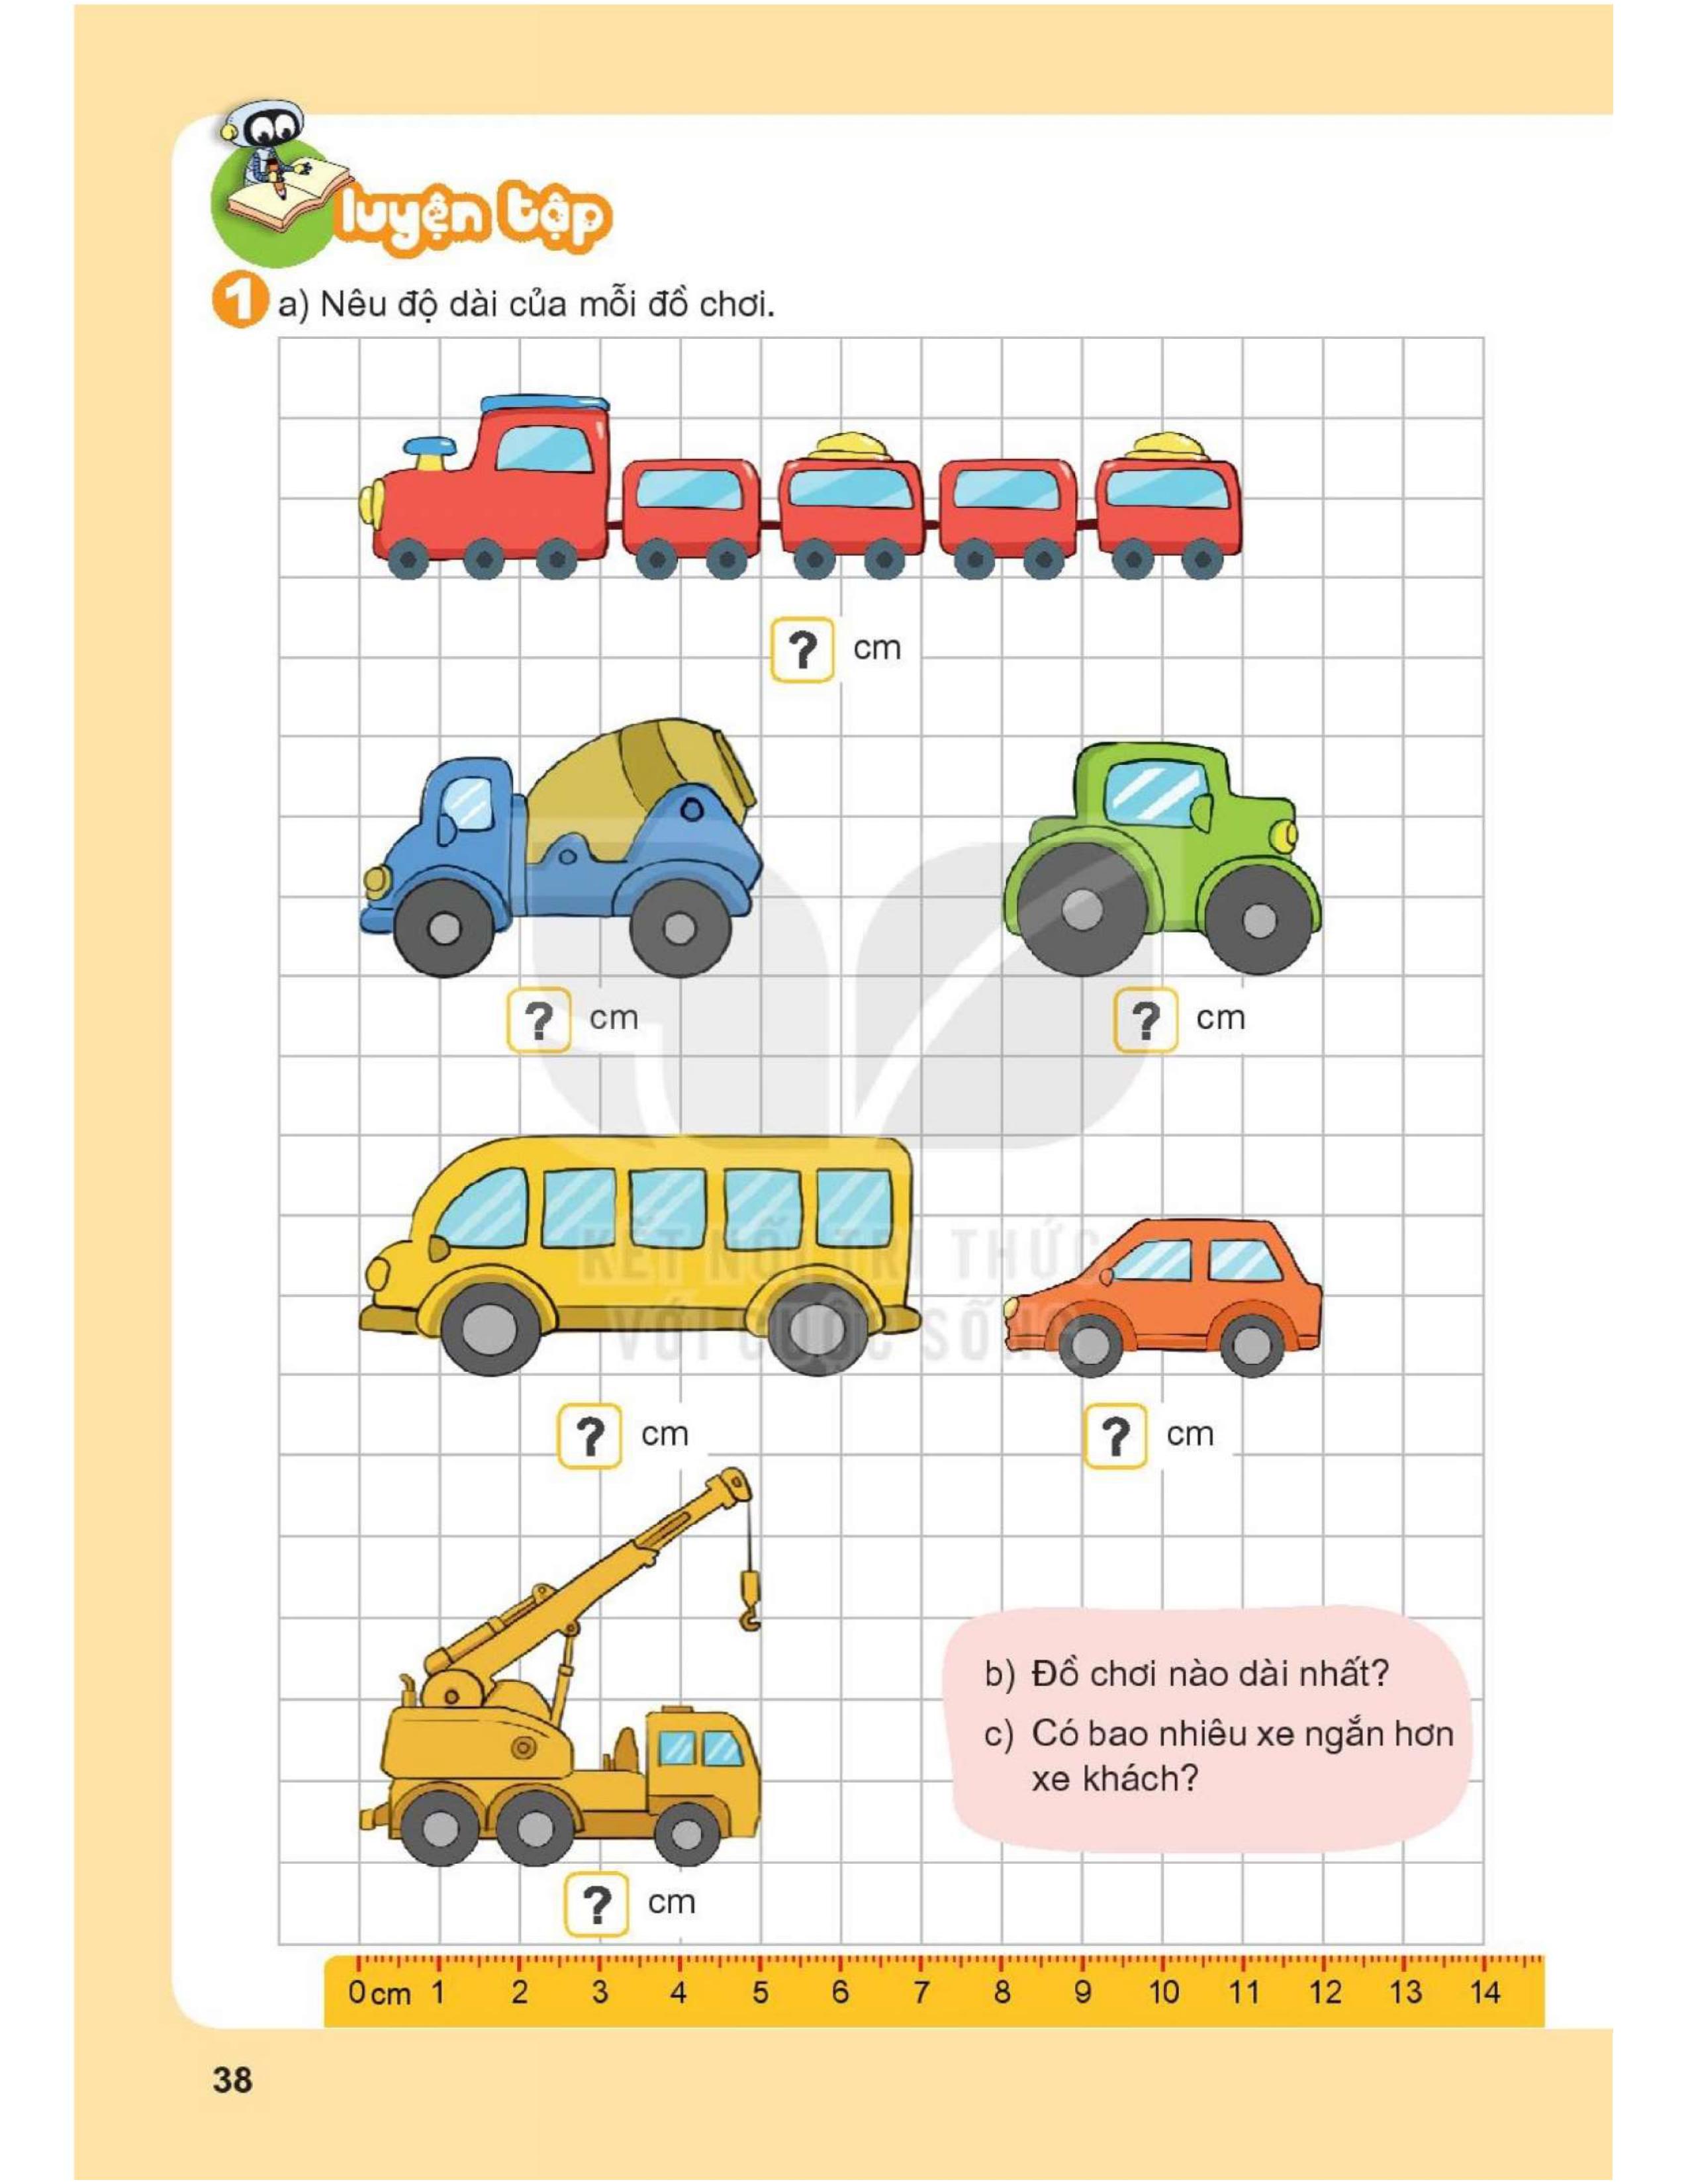 luyện tập
1 a) Nêu độ dài của mỗi đồ chơi.
? cm
? cm ? cm
KẾT NỐI TRI THỨC
VỚI CUỘC SỐNG
? cm ? cm
b) Đồ chơi nào dài nhất?
c) Có bao nhiêu xe ngắn hơn
xe khách?
? cm
0 cm 1 2 3 4 5 6 7 8 9 10 11 12 13 14
38